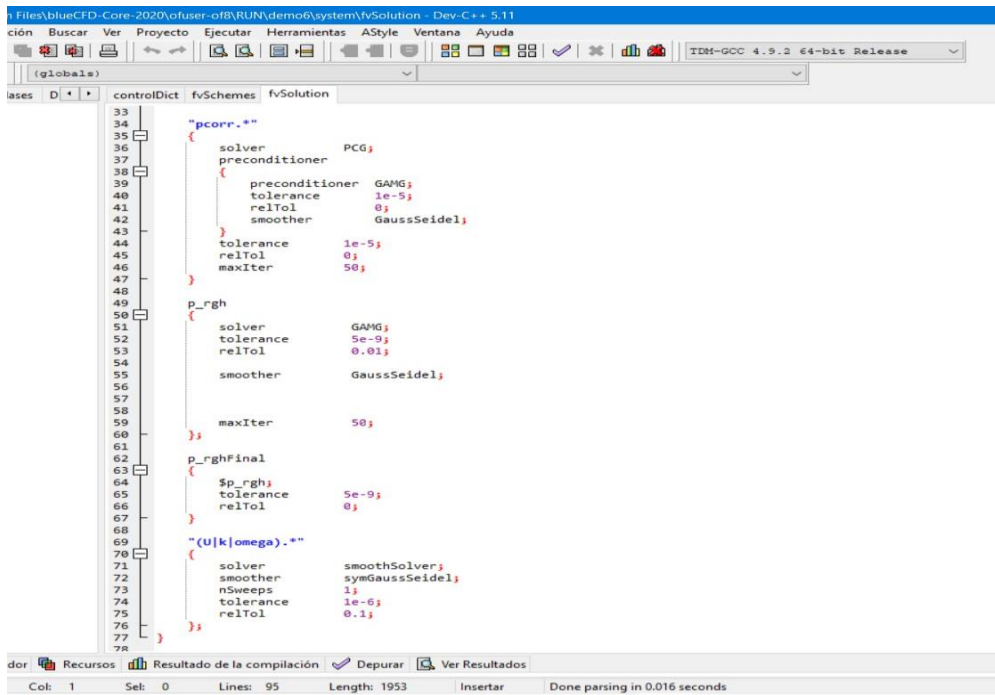 n Files\blueCFD-Core-2020\ofuser-of8\RUN\demo6\system\fvSolution - Dev-C++ 5.11
ción Buscar Ver Proyecto Ejecutar Herramientas AStyle Ventana Ayuda
TDM-GCC 4.9.2 64-bit Release
(globals)
ases D controlDict fvSchemes fvSolution
33
34 "pcorr.*"
35 {
36 solver PCG;
37 preconditioner
38 {
39 preconditioner GAMG;
40 tolerance 1e-5;
41 relTol 0;
42 smoother GaussSeidel;
43 }
44 tolerance 1e-5;
45 relTol 0;
46 maxIter 50;
47 }
48
49 p_rgh
50 {
51 solver GAMG;
52 tolerance 5e-9;
53 relTol 0.01;
54
55 smoother GaussSeidel;
56
57
58
59 maxIter 50;
60 };
61
62 p_rghFinal
63 {
64 $p_rgh;
65 tolerance 5e-9;
66 relTol 0;
67 }
68
69 "(U|k|omega).*"
70 {
71 solver smoothSolver;
72 smoother symGaussSeidel;
73 nSweeps 1;
74 tolerance 1e-6;
75 relTol 0.1;
76 };
77 }
78
dor Recursos Resultado de la compilación Depurar Ver Resultados
Col: 1 Sel: 0 Lines: 95 Length: 1953 Insertar Done parsing in 0.016 seconds